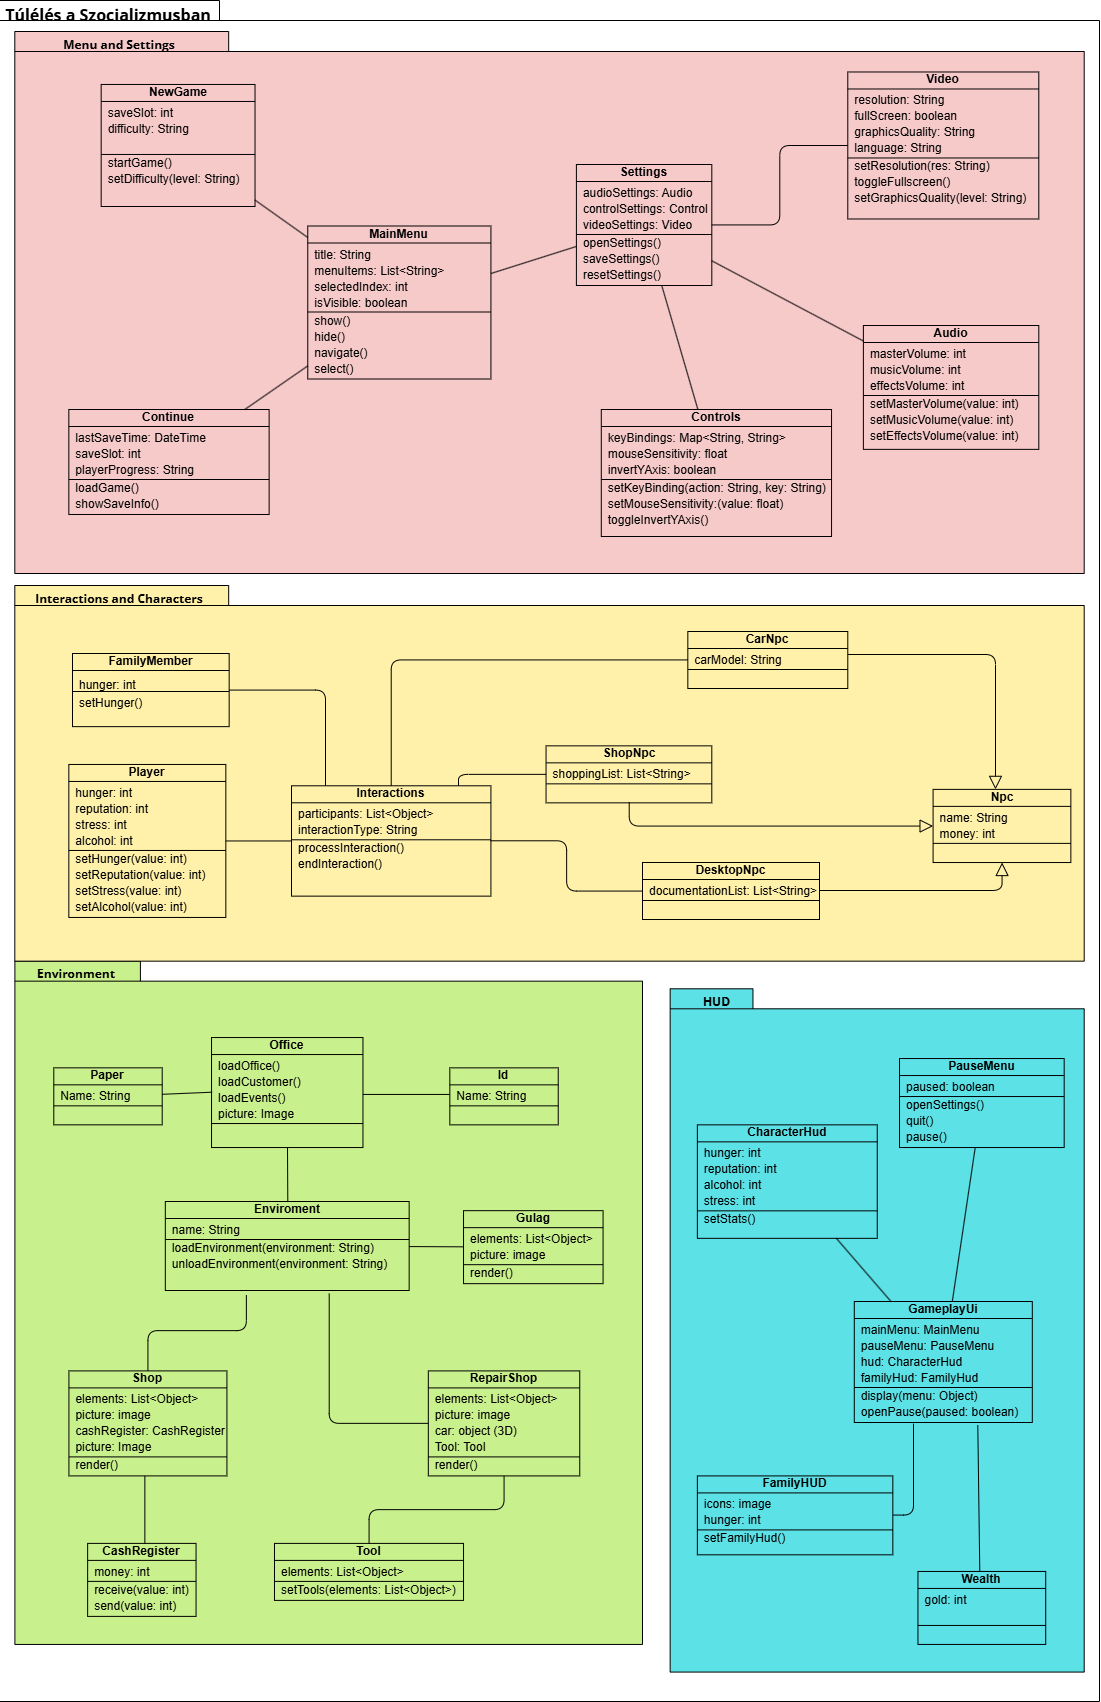 Túlélés a Szocializmusban
Menu and Settings
NewGame
saveSlot: int
difficulty: String
startGame()
setDifficulty(level: String)
MainMenu
title: String
menuItems: List<String>
selectedIndex: int
isVisible: boolean
show()
hide()
navigate()
select()
Continue
lastSaveTime: DateTime
saveSlot: int
playerProgress: String
loadGame()
showSaveInfo()
Settings
audioSettings: Audio
controlSettings: Control
videoSettings: Video
openSettings()
saveSettings()
resetSettings()
Video
resolution: String
fullScreen: boolean
graphicsQuality: String
language: String
setResolution(res: String)
toggleFullscreen()
setGraphicsQuality(level: String)
Audio
masterVolume: int
musicVolume: int
effectsVolume: int
setMasterVolume(value: int)
setMusicVolume(value: int)
setEffectsVolume(value: int)
Controls
keyBindings: Map<String, String>
mouseSensitivity: float
invertYAxis: boolean
setKeyBinding(action: String, key: String)
setMouseSensitivity:(value: float)
toggleInvertYAxis()
Interactions and Characters
FamilyMember
hunger: int
setHunger()
Player
hunger: int
reputation: int
stress: int
alcohol: int
setHunger(value: int)
setReputation(value: int)
setStress(value: int)
setAlcohol(value: int)
Interactions
participants: List<Object>
interactionType: String
processInteraction()
endInteraction()
CarNpc
carModel: String
ShopNpc
shoppingList: List<String>
DesktopNpc
documentationList: List<String>
Npc
name: String
money: int
Environment
Office
loadOffice()
loadCustomer()
loadEvents()
picture: Image
Paper
Name: String
Id
Name: String
Enviroment
name: String
loadEnvironment(environment: String)
unloadEnvironment(environment: String)
Gulag
elements: List<Object>
picture: image
render()
Shop
elements: List<Object>
picture: image
cashRegister: CashRegister
picture: Image
render()
RepairShop
elements: List<Object>
picture: image
car: object (3D)
Tool: Tool
render()
CashRegister
money: int
receive(value: int)
send(value: int)
Tool
elements: List<Object>
setTools(elements: List<Object>)
HUD
PauseMenu
paused: boolean
openSettings()
quit()
pause()
CharacterHud
hunger: int
reputation: int
alcohol: int
stress: int
setStats()
GameplayUi
mainMenu: MainMenu
pauseMenu: PauseMenu
hud: CharacterHud
familyHud: FamilyHud
display(menu: Object)
openPause(paused: boolean)
FamilyHUD
icons: image
hunger: int
setFamilyHud()
Wealth
gold: int